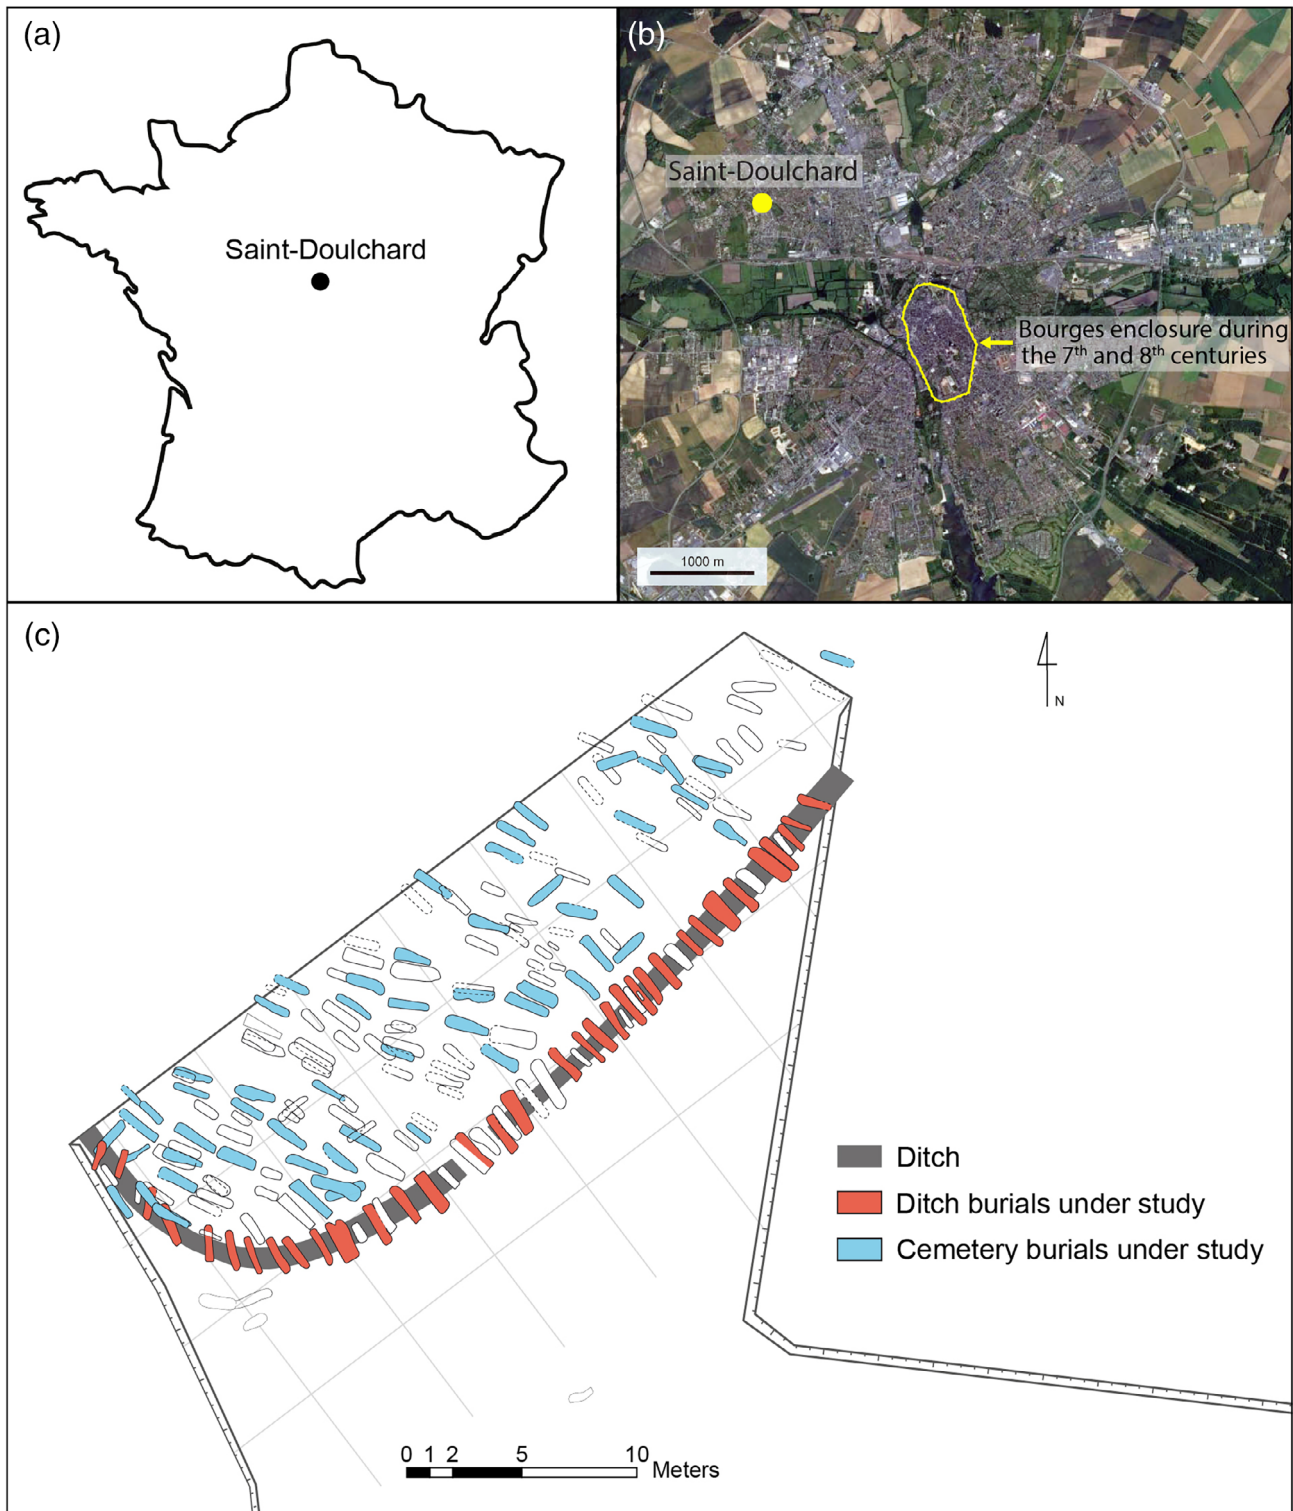 (a)
Saint-Doulchard
(b)
Saint-Doulchard
Bourges enclosure during
the 7th and 8th centuries
1000 m
(c)
N
Ditch
Ditch burials under study
Cemetery burials under study
0 1 2 5 10
Meters